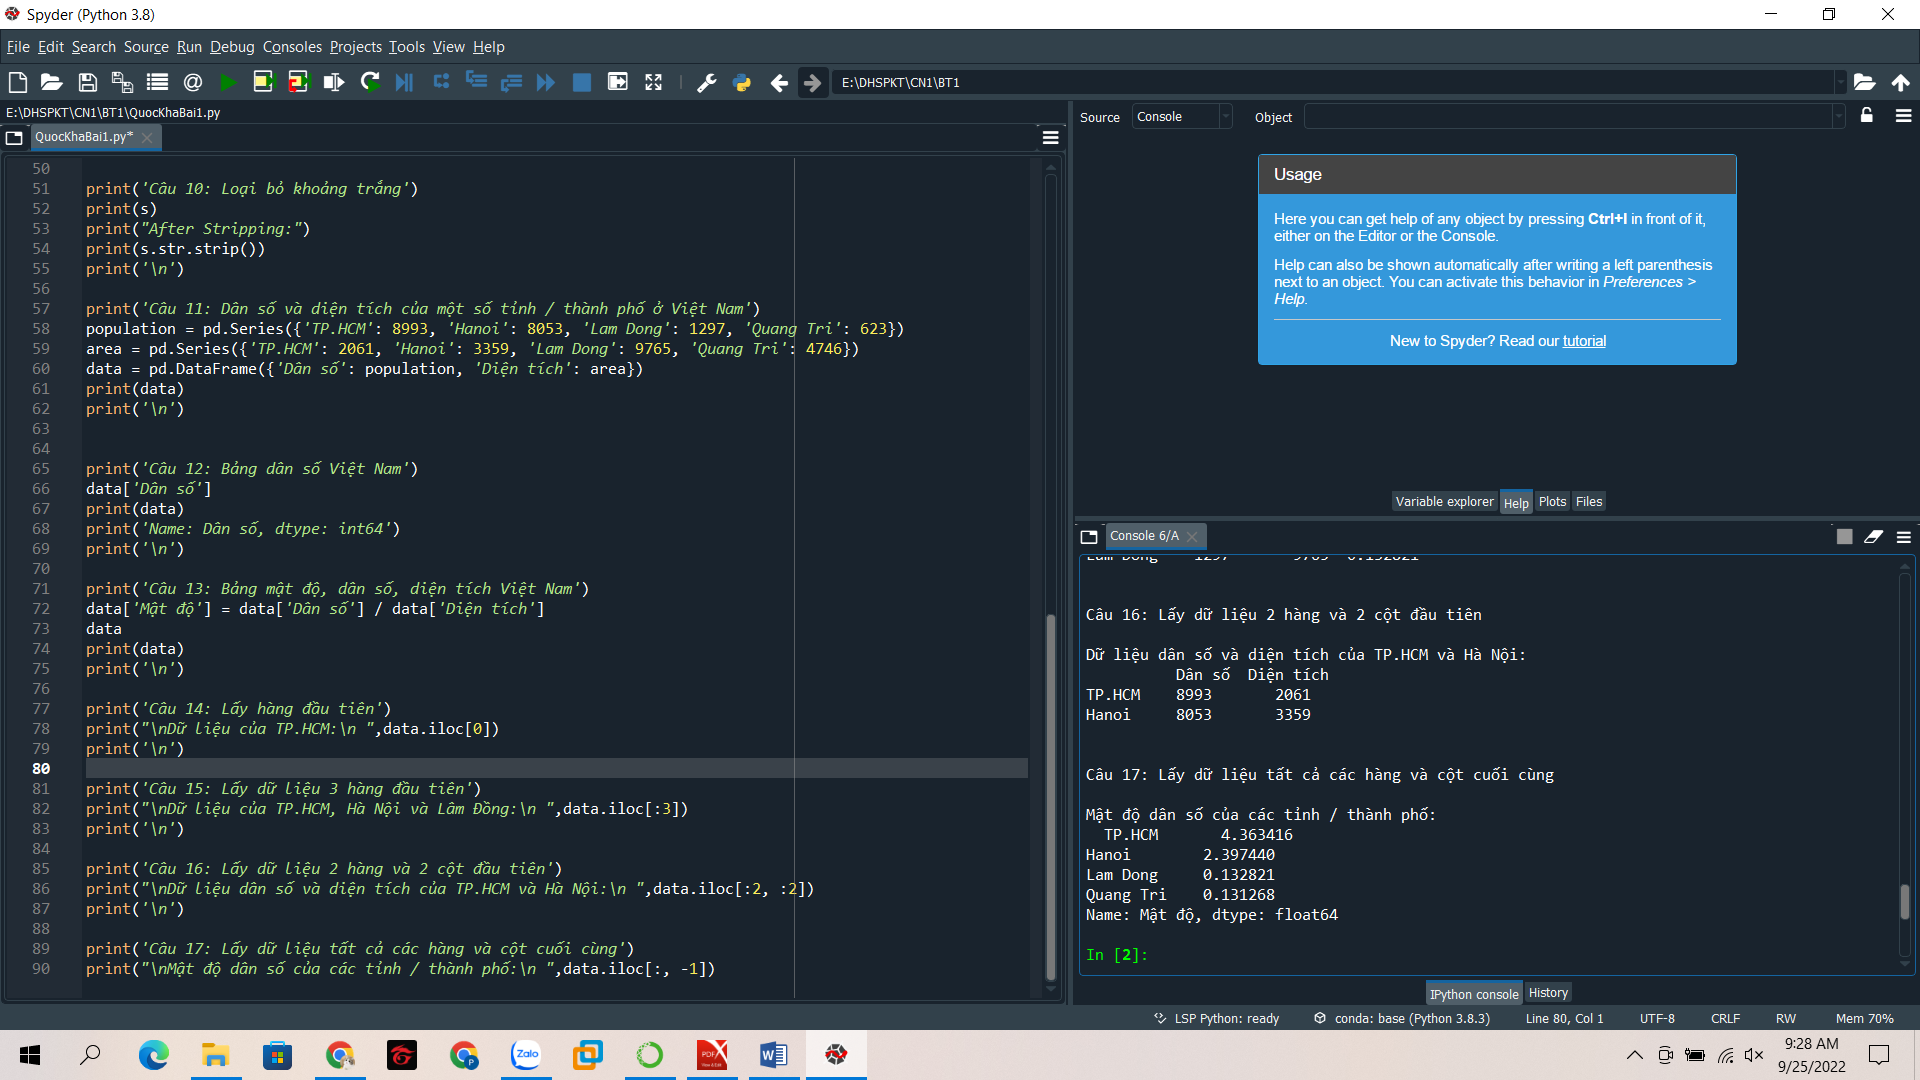 Spyder (Python 3.8)
File Edit Search Source Run Debug Consoles Projects Tools View Help
E:\DHSPKT\CN1\BT1
E:\DHSPKT\CN1\BT1\QuocKhaBai1.py
QuocKhaBai1.py*
50
51 print('Câu 10: Loại bỏ khoảng trắng')
52 print(s)
53 print("After Stripping:")
54 print(s.str.strip())
55 print('\n')
56
57 print('Câu 11: Dân số và diện tích của một số tỉnh / thành phố ở Việt Nam')
58 population = pd.Series({'TP.HCM': 8993, 'Hanoi': 8053, 'Lam Dong': 1297, 'Quang Tri': 623})
59 area = pd.Series({'TP.HCM': 2061, 'Hanoi': 3359, 'Lam Dong': 9765, 'Quang Tri': 4746})
60 data = pd.DataFrame({'Dân số': population, 'Diện tích': area})
61 print(data)
62 print('\n')
63
64
65 print('Câu 12: Bảng dân số Việt Nam')
66 data['Dân số']
67 print(data)
68 print('Name: Dân số, dtype: int64')
69 print('\n')
70
71 print('Câu 13: Bảng mật độ, dân số, diện tích Việt Nam')
72 data['Mật độ'] = data['Dân số'] / data['Diện tích']
73 data
74 print(data)
75 print('\n')
76
77 print('Câu 14: Lấy hàng đầu tiên')
78 print("\nDữ liệu của TP.HCM:\n ",data.iloc[0])
79 print('\n')
80
81 print('Câu 15: Lấy dữ liệu 3 hàng đầu tiên')
82 print("\nDữ liệu của TP.HCM, Hà Nội và Lâm Đồng:\n ",data.iloc[:3])
83 print('\n')
84
85 print('Câu 16: Lấy dữ liệu 2 hàng và 2 cột đầu tiên')
86 print("\nDữ liệu dân số và diện tích của TP.HCM và Hà Nội:\n ",data.iloc[:2, :2])
87 print('\n')
88
89 print('Câu 17: Lấy dữ liệu tất cả các hàng và cột cuối cùng')
90 print("\nMật độ dân số của các tỉnh / thành phố:\n ",data.iloc[:, -1])
Source Console Object
Usage
Here you can get help of any object by pressing Ctrl+I in front of it,
either on the Editor or the Console.
Help can also be shown automatically after writing a left parenthesis
next to an object. You can activate this behavior in Preferences >
Help.
New to Spyder? Read our tutorial
Variable explorer Help Plots Files
Console 6/A
Lam Dong 1297 9765 0.132821
Câu 16: Lấy dữ liệu 2 hàng và 2 cột đầu tiên
Dữ liệu dân số và diện tích của TP.HCM và Hà Nội:
Dân số Diện tích
TP.HCM 8993 2061
Hanoi 8053 3359
Câu 17: Lấy dữ liệu tất cả các hàng và cột cuối cùng
Mật độ dân số của các tỉnh / thành phố:
TP.HCM 4.363416
Hanoi 2.397440
Lam Dong 0.132821
Quang Tri 0.131268
Name: Mật độ, dtype: float64
In [2]:
IPython console History
LSP Python: ready conda: base (Python 3.8.3) Line 80, Col 1 UTF-8 CRLF RW Mem 70%
Zalo
PDF
9:28 AM
9/25/2022